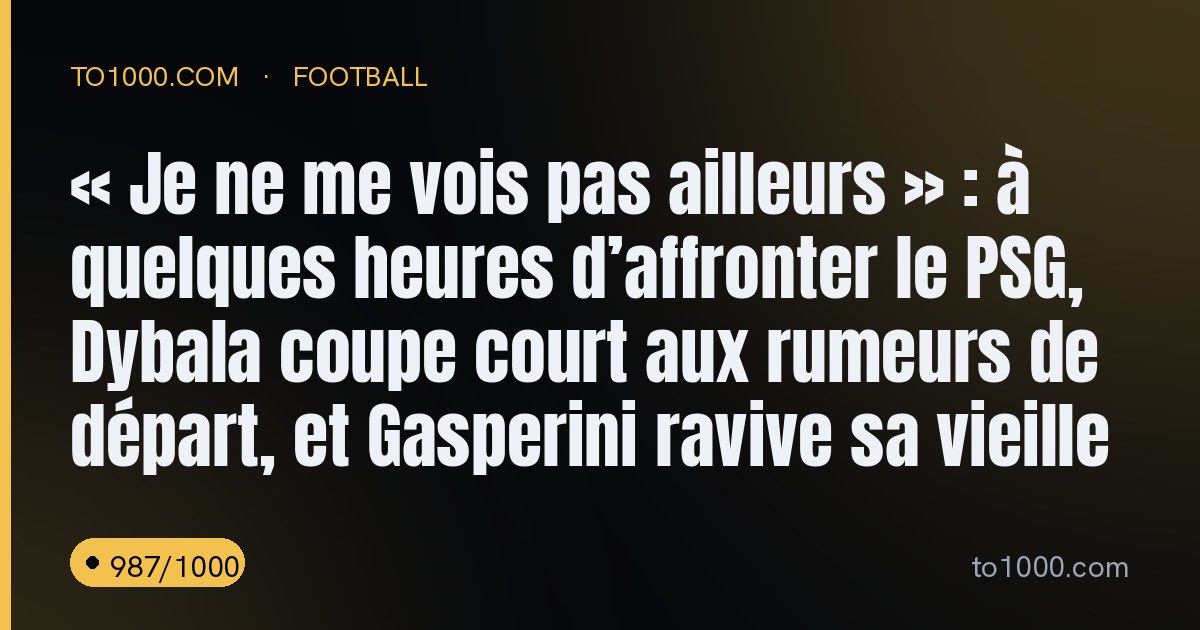 TO1000.COM · FOOTBALL
« Je ne me vois pas ailleurs » : à
quelques heures d’affronter le PSG,
Dybala coupe court aux rumeurs de
départ, et Gasperini ravive sa vieille
987/1000
to1000.com